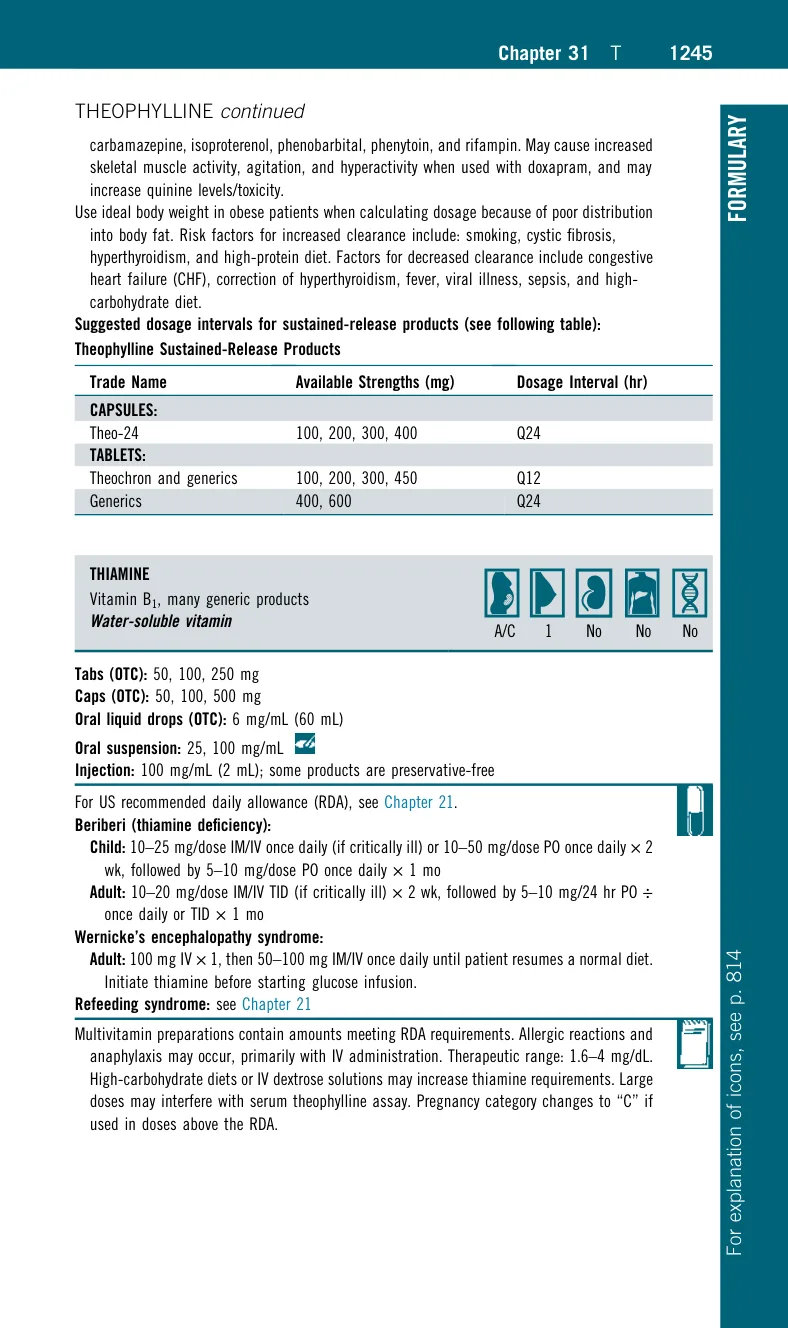 Chapter 31 T 1245
THEOPHYLLINE continued
carbamazepine, isoproterenol, phenobarbital, phenytoin, and rifampin. May cause increased
skeletal muscle activity, agitation, and hyperactivity when used with doxapram, and may
increase quinine levels/toxicity.
Use ideal body weight in obese patients when calculating dosage because of poor distribution
into body fat. Risk factors for increased clearance include: smoking, cystic fibrosis,
hyperthyroidism, and high-protein diet. Factors for decreased clearance include congestive
heart failure (CHF), correction of hyperthyroidism, fever, viral illness, sepsis, and high-
carbohydrate diet.
Suggested dosage intervals for sustained-release products (see following table):
Theophylline Sustained-Release Products
Trade Name Available Strengths (mg) Dosage Interval (hr)
CAPSULES:
Theo-24 100, 200, 300, 400 Q24
TABLETS:
Theochron and generics 100, 200, 300, 450 Q12
Generics 400, 600 Q24
THIAMINE
Vitamin B1, many generic products
Water-soluble vitamin
A/C 1 No No No
Tabs (OTC): 50, 100, 250 mg
Caps (OTC): 50, 100, 500 mg
Oral liquid drops (OTC): 6 mg/mL (60 mL)
Oral suspension: 25, 100 mg/mL
Injection: 100 mg/mL (2 mL); some products are preservative-free
For US recommended daily allowance (RDA), see Chapter 21.
Beriberi (thiamine deficiency):
Child: 10–25 mg/dose IM/IV once daily (if critically ill) or 10–50 mg/dose PO once daily × 2
wk, followed by 5–10 mg/dose PO once daily × 1 mo
Adult: 10–20 mg/dose IM/IV TID (if critically ill) × 2 wk, followed by 5–10 mg/24 hr PO ÷
once daily or TID × 1 mo
Wernicke's encephalopathy syndrome:
Adult: 100 mg IV × 1, then 50–100 mg IM/IV once daily until patient resumes a normal diet.
Initiate thiamine before starting glucose infusion.
Refeeding syndrome: see Chapter 21
Multivitamin preparations contain amounts meeting RDA requirements. Allergic reactions and
anaphylaxis may occur, primarily with IV administration. Therapeutic range: 1.6–4 mg/dL.
High-carbohydrate diets or IV dextrose solutions may increase thiamine requirements. Large
doses may interfere with serum theophylline assay. Pregnancy category changes to “C” if
used in doses above the RDA.
FORMULARY
For explanation of icons, see p. 814